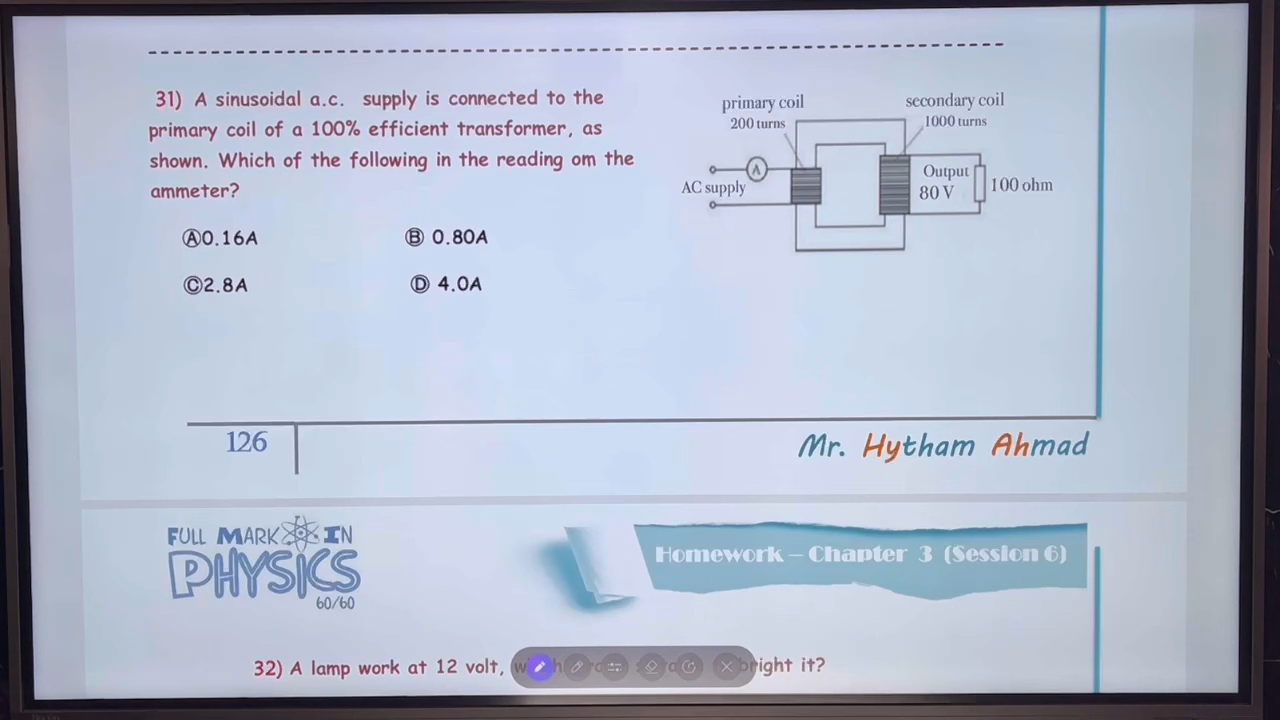 31) A sinusoidal a.c. supply is connected to the
primary coil of a 100% efficient transformer, as
shown. Which of the following in the reading om the
ammeter?
Ⓐ0.16A Ⓑ 0.80A
Ⓒ2.8A Ⓓ 4.0A
primary coil
200 turns
secondary coil
1000 turns
A
AC supply
Output
80 V
100 ohm
126
Mr. Hytham Ahmad
FULL MARK IN
PHYSICS
60/60
Homework – Chapter 3 (Session 6)
32) A lamp work at 12 volt, bright it?